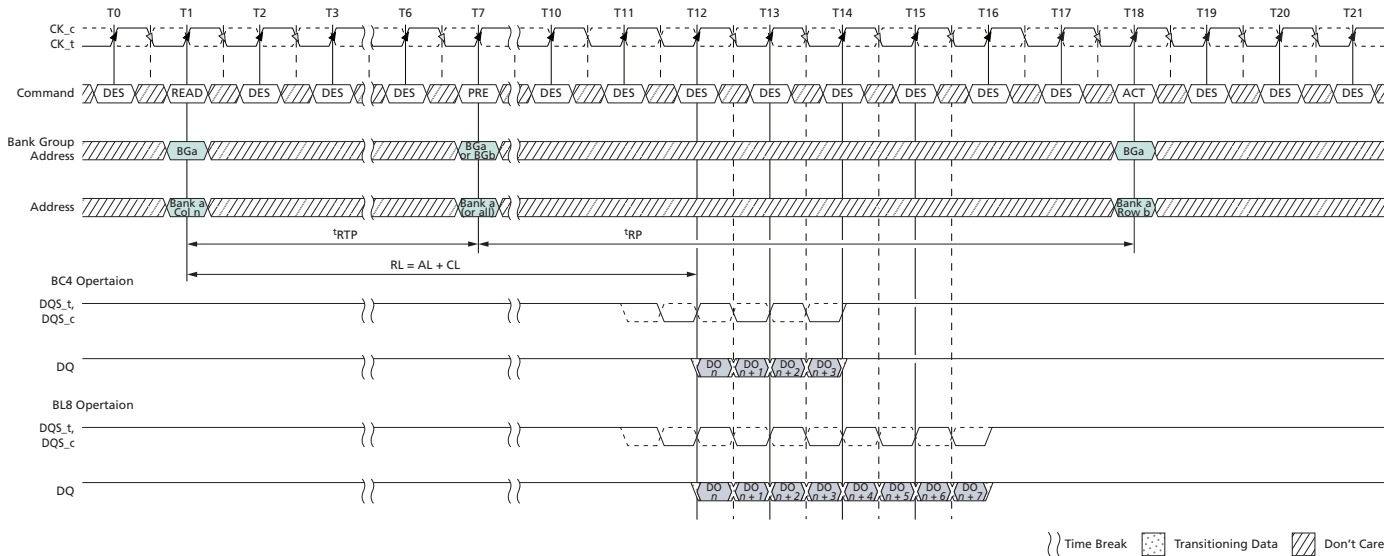 T0 T1 T2 T3 T6 T7 T10 T11 T12 T13 T14 T15 T16 T17 T18 T19 T20 T21
CK_c
CK_t
Command DES READ DES DES DES PRE DES DES DES DES DES DES DES DES ACT DES DES DES
Bank Group
Address
BGa
BGa
or BGb
BGa
Address
Bank a
Col n
Bank a
(or all)
Bank a
Row b
tRTP
tRP
RL = AL + CL
BC4 Opertaion
DQS_t,
DQS_c
DQ
DO
n
DO
n + 1
DO
n + 2
DO
n + 3
BL8 Opertaion
DQS_t,
DQS_c
DQ
DO
n
DO
n + 1
DO
n + 2
DO
n + 3
DO
n + 4
DO
n + 5
DO
n + 6
DO
n + 7
Time Break Transitioning Data Don't Care